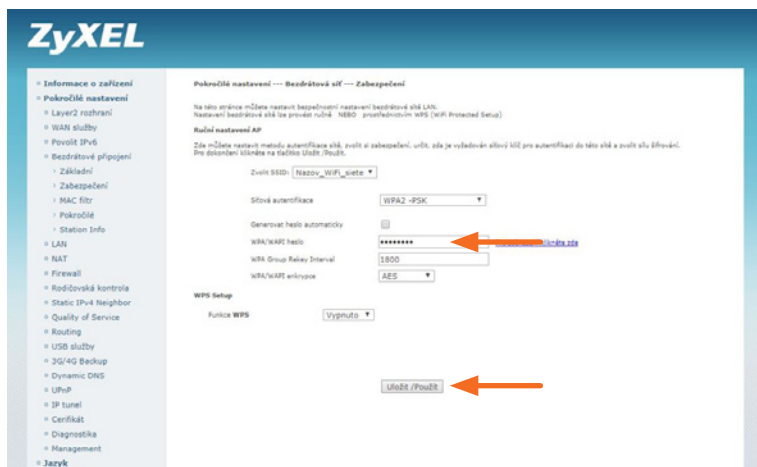 ZyXEL
Informace o zařízení
Pokročilé nastavení
Layer2 rozhraní
WAN služby
Povolit IPv6
Bezdrátové připojení
Základní
Zabezpečení
MAC filtr
Pokročilé
Station Info
LAN
NAT
Firewall
Rodičovská kontrola
Static IPv4 Neighbor
Quality of Service
Routing
USB služby
3G/4G Backup
Dynamic DNS
UPnP
IP tunel
Cerifikát
Diagnostika
Management
Jazyk
Pokročilé nastavení --- Bezdrátová síť --- Zabezpečení
Na této stránce můžete nastavit bezpečnostní nastavení bezdrátové sítě LAN.
Nastavení bezdrátové sítě lze provést ručně NEBO prostřednictvím WPS (WiFi Protected Setup)
Ruční nastavení AP
Zde můžete nastavit metodu autentifikace sítě, zvolit si zabezpečení, určit, zda je vyžadován síťový klíč pro autentifikaci do této sítě a zvolit sílu šifrování.
Pro dokončení klikněte na tlačítko Uložit /Použít.
Zvolit SSID: Nazov_WiFi_siete
Síťová autentifikace WPA2 -PSK
Generovat heslo automaticky
WPA/WAPI heslo •••••••• klikněte zde
WPA Group Rekey Interval 1800
WPA/WAPI enkrypce AES
WPS Setup
Funkce WPS Vypnuto
Uložit /Použít